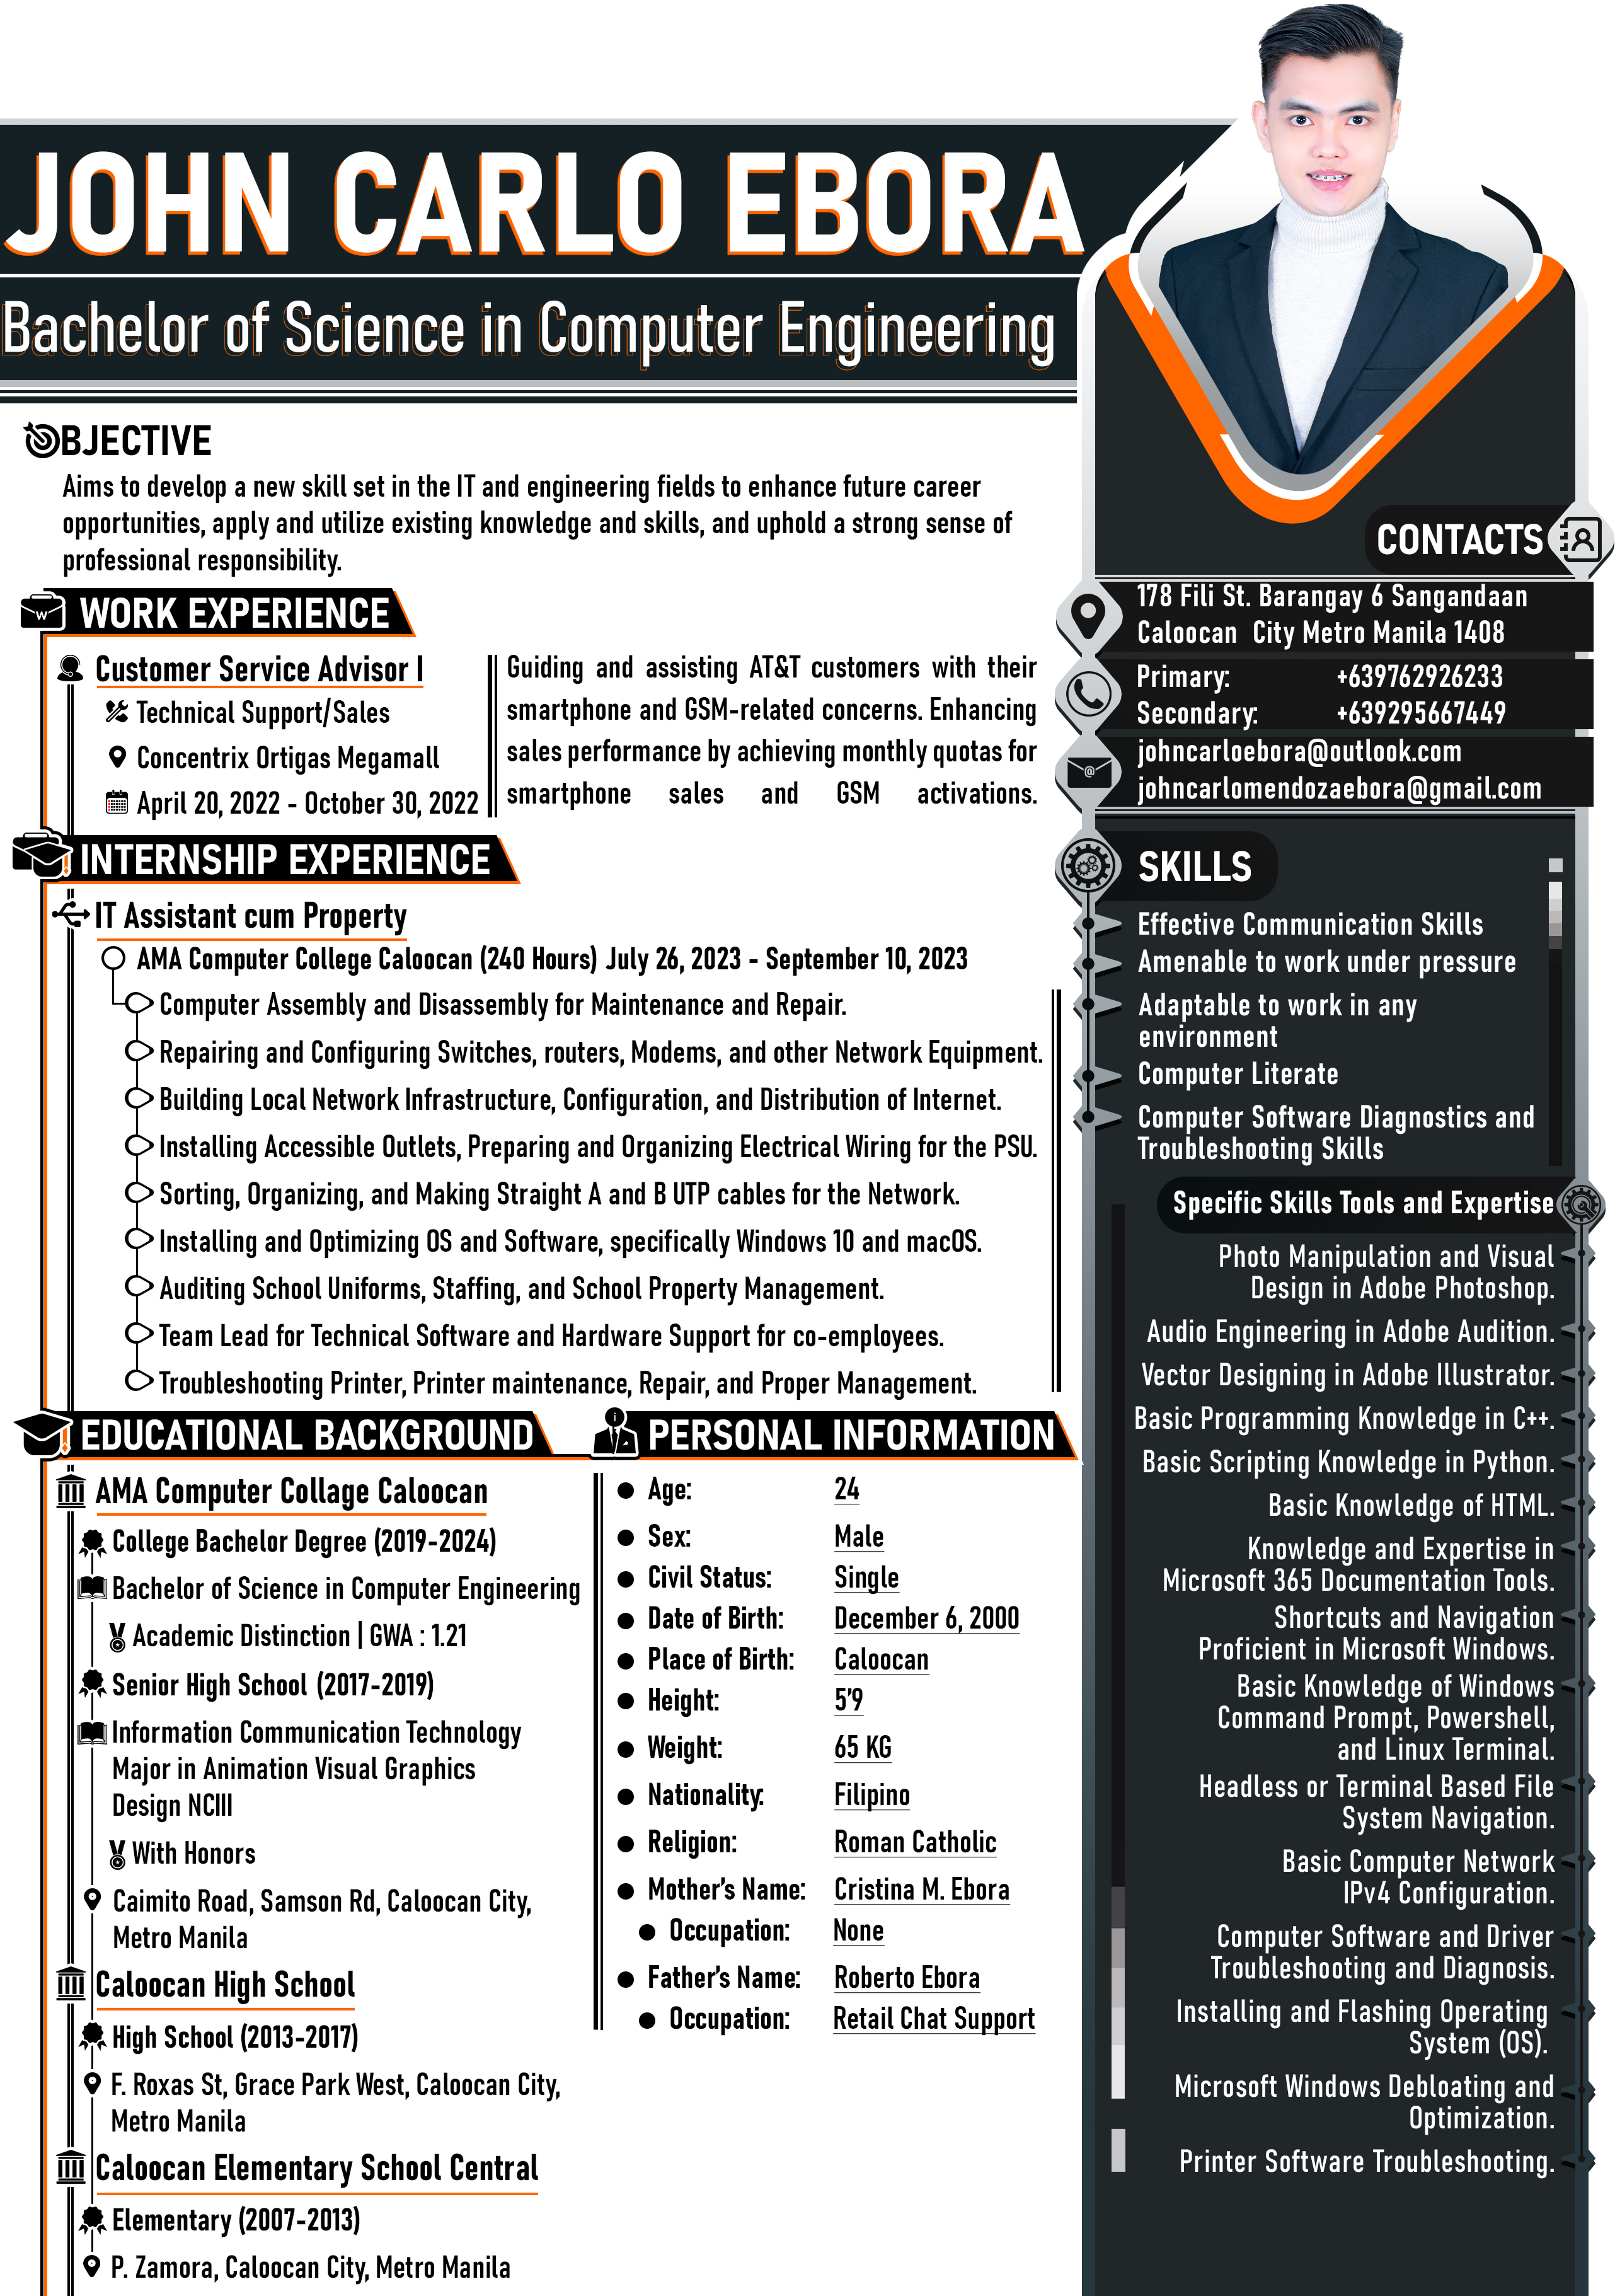 JOHN CARLO EBORA
Bachelor of Science in Computer Engineering
OBJECTIVE
Aims to develop a new skill set in the IT and engineering fields to enhance future career
opportunities, apply and utilize existing knowledge and skills, and uphold a strong sense of
professional responsibility.
WORK EXPERIENCE
Customer Service Advisor I
Technical Support/Sales
Concentrix Ortigas Megamall
April 20, 2022 - October 30, 2022
Guiding and assisting AT&T customers with their
smartphone and GSM-related concerns. Enhancing
sales performance by achieving monthly quotas for
smartphone sales and GSM activations.
INTERNSHIP EXPERIENCE
IT Assistant cum Property
AMA Computer College Caloocan (240 Hours) July 26, 2023 - September 10, 2023
Computer Assembly and Disassembly for Maintenance and Repair.
Repairing and Configuring Switches, routers, Modems, and other Network Equipment.
Building Local Network Infrastructure, Configuration, and Distribution of Internet.
Installing Accessible Outlets, Preparing and Organizing Electrical Wiring for the PSU.
Sorting, Organizing, and Making Straight A and B UTP cables for the Network.
Installing and Optimizing OS and Software, specifically Windows 10 and macOS.
Auditing School Uniforms, Staffing, and School Property Management.
Team Lead for Technical Software and Hardware Support for co-employees.
Troubleshooting Printer, Printer maintenance, Repair, and Proper Management.
EDUCATIONAL BACKGROUND
AMA Computer Collage Caloocan
College Bachelor Degree (2019-2024)
Bachelor of Science in Computer Engineering
Academic Distinction | GWA : 1.21
Senior High School (2017-2019)
Information Communication Technology
Major in Animation Visual Graphics
Design NCIII
With Honors
Caimito Road, Samson Rd, Caloocan City,
Metro Manila
Caloocan High School
High School (2013-2017)
F. Roxas St, Grace Park West, Caloocan City,
Metro Manila
Caloocan Elementary School Central
Elementary (2007-2013)
P. Zamora, Caloocan City, Metro Manila
PERSONAL INFORMATION
Age: 24
Sex: Male
Civil Status: Single
Date of Birth: December 6, 2000
Place of Birth: Caloocan
Height: 5'9
Weight: 65 KG
Nationality: Filipino
Religion: Roman Catholic
Mother's Name: Cristina M. Ebora
Occupation: None
Father's Name: Roberto Ebora
Occupation: Retail Chat Support
CONTACTS
178 Fili St. Barangay 6 Sangandaan
Caloocan City Metro Manila 1408
Primary: +639762926233
Secondary: +639295667449
johncarloebora@outlook.com
johncarlomendozaebora@gmail.com
SKILLS
Effective Communication Skills
Amenable to work under pressure
Adaptable to work in any
environment
Computer Literate
Computer Software Diagnostics and
Troubleshooting Skills
Specific Skills Tools and Expertise
Photo Manipulation and Visual
Design in Adobe Photoshop.
Audio Engineering in Adobe Audition.
Vector Designing in Adobe Illustrator.
Basic Programming Knowledge in C++.
Basic Scripting Knowledge in Python.
Basic Knowledge of HTML.
Knowledge and Expertise in
Microsoft 365 Documentation Tools.
Shortcuts and Navigation
Proficient in Microsoft Windows.
Basic Knowledge of Windows
Command Prompt, Powershell,
and Linux Terminal.
Headless or Terminal Based File
System Navigation.
Basic Computer Network
IPv4 Configuration.
Computer Software and Driver
Troubleshooting and Diagnosis.
Installing and Flashing Operating
System (OS).
Microsoft Windows Debloating and
Optimization.
Printer Software Troubleshooting.